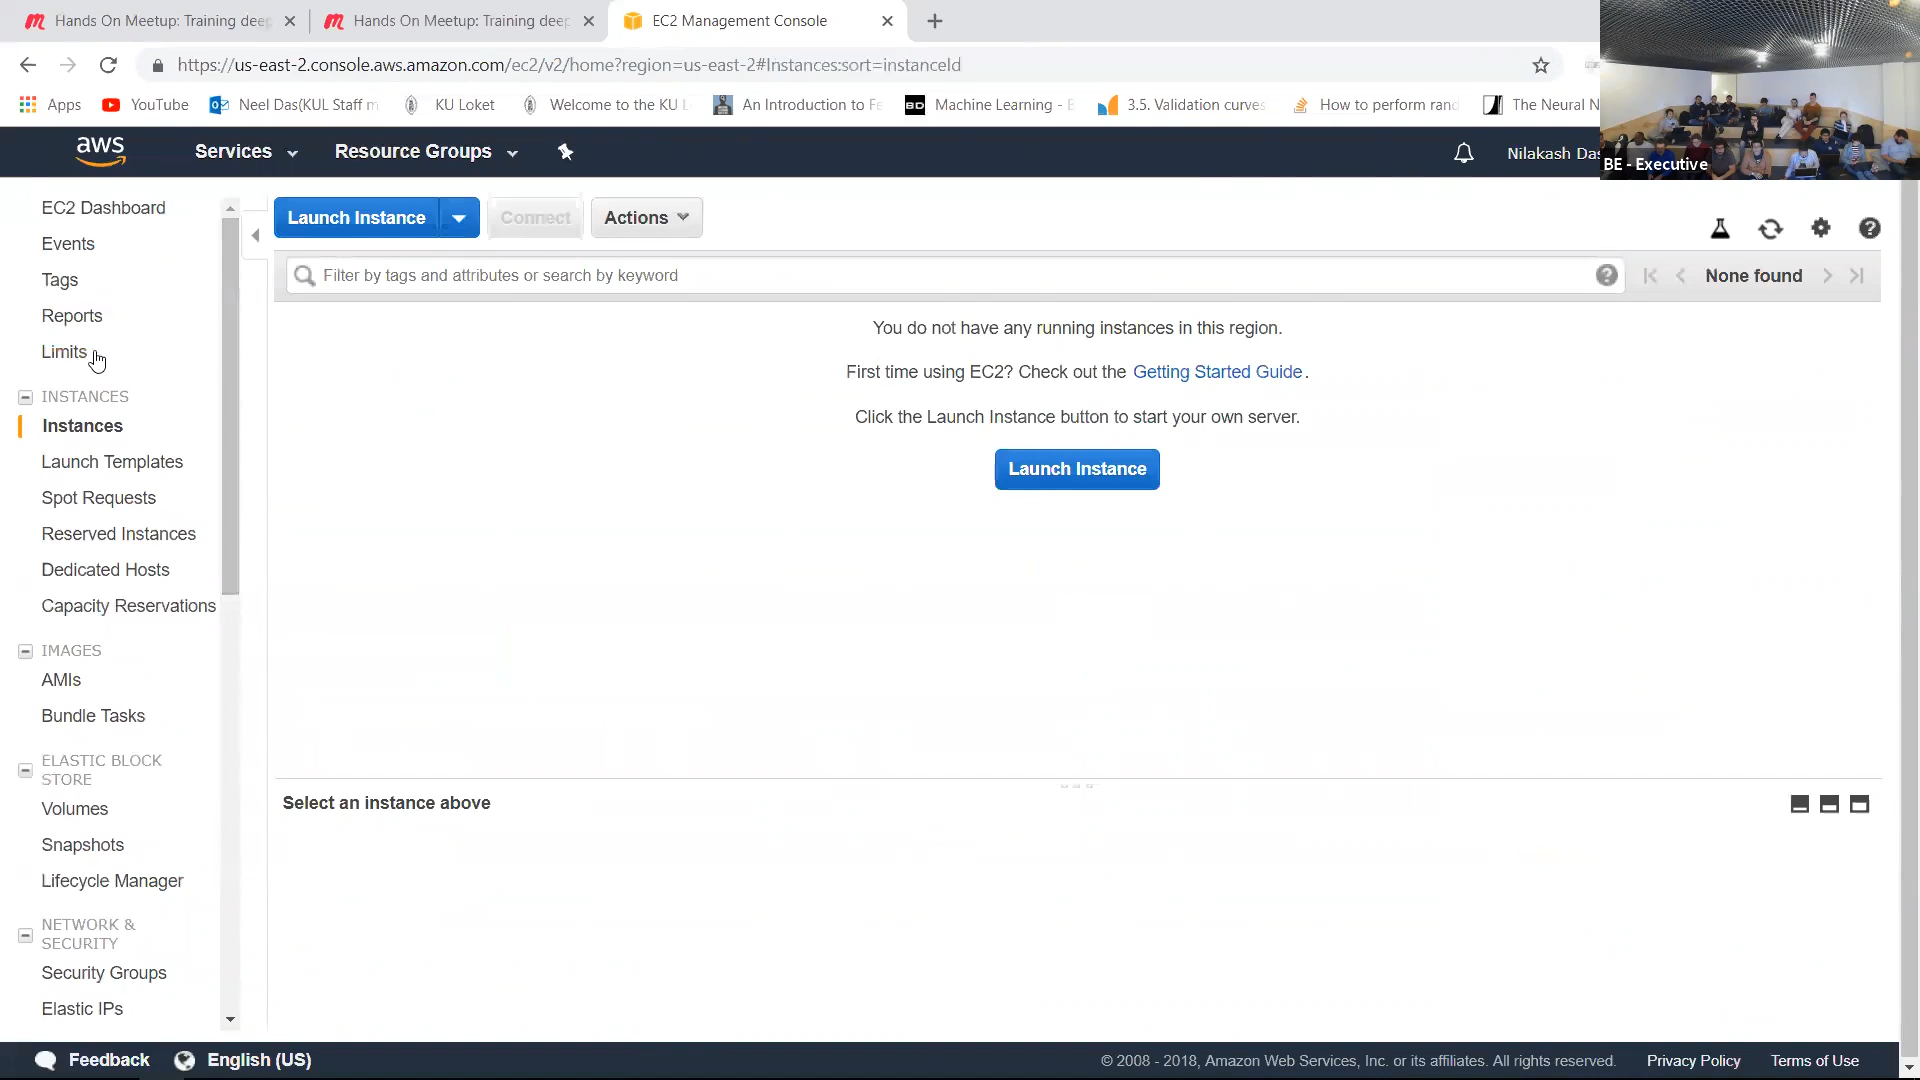 Hands On Meetup: Training deep
Hands On Meetup: Training deep
EC2 Management Console
https://us-east-2.console.aws.amazon.com/ec2/v2/home?region=us-east-2#Instances:sort=instanceId
Apps
YouTube
Neel Das(KUL Staff m
KU Loket
Welcome to the KU L
An Introduction to Fe
BD
Machine Learning - B
3.5. Validation curves
How to perform rand
The Neural N
BE - Executive
aws
Services
Resource Groups
Nilakash Das
EC2 Dashboard
Events
Tags
Reports
Limits
INSTANCES
Instances
Launch Templates
Spot Requests
Reserved Instances
Dedicated Hosts
Capacity Reservations
IMAGES
AMIs
Bundle Tasks
ELASTIC BLOCK
STORE
Volumes
Snapshots
Lifecycle Manager
NETWORK &
SECURITY
Security Groups
Elastic IPs
Launch Instance
Connect
Actions
Filter by tags and attributes or search by keyword
None found
You do not have any running instances in this region.
First time using EC2? Check out the Getting Started Guide.
Click the Launch Instance button to start your own server.
Launch Instance
Select an instance above
Feedback
English (US)
© 2008 - 2018, Amazon Web Services, Inc. or its affiliates. All rights reserved.
Privacy Policy
Terms of Use